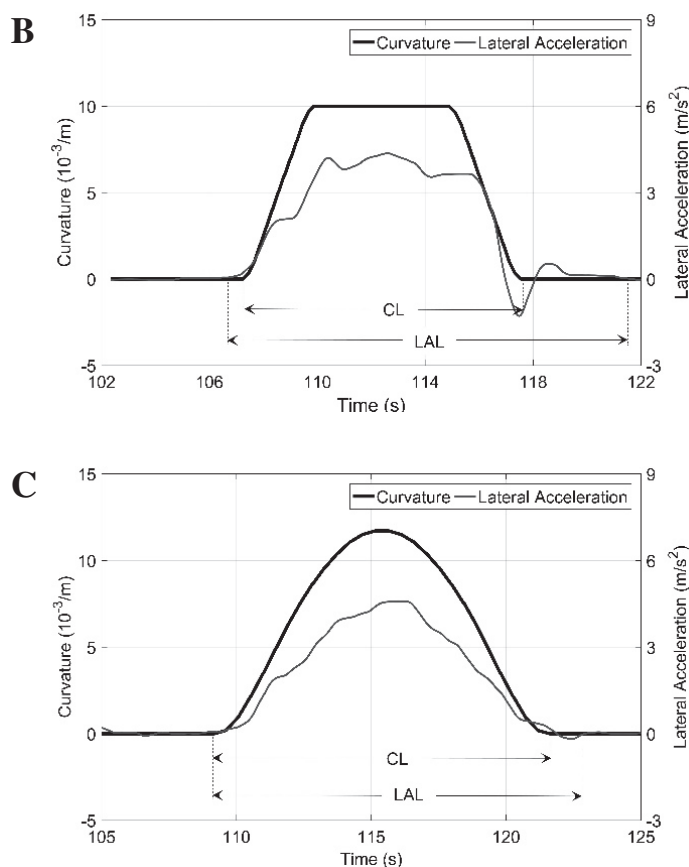 B
Curvature Lateral Acceleration
15
10
5
0
-5
9
6
3
0
-3
Curvature (10⁻³/m)
Lateral Acceleration (m/s²)
CL
LAL
102 106 110 114 118 122
Time (s)
C
Curvature Lateral Acceleration
15
10
5
0
-5
9
6
3
0
-3
Curvature (10⁻³/m)
Lateral Acceleration (m/s²)
CL
LAL
105 110 115 120 125
Time (s)